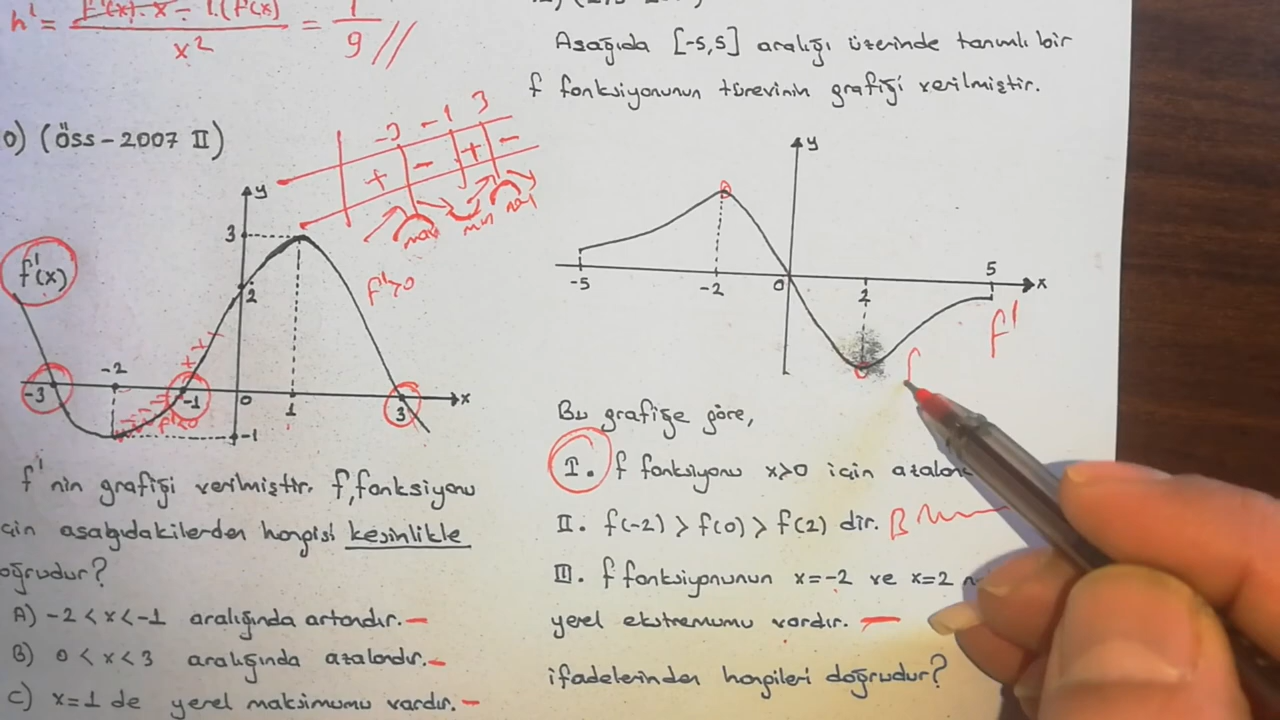 h' = f'(x).x - 1.(f(x) / x² = 1/9 //
0) (ÖSS-2007 II)
-3 -1 3
+ - + -
max min max
y
3
f'(x)
f'>0
2
-2
-3 -1 0 1 3 x
-1
f' nin grafiği verilmiştir. f, fonksiyonu
için aşağıdakilerden hangisi kesinlikle
doğrudur?
A) -2 < x < -1 aralığında artandır. -
B) 0 < x < 3 aralığında azalandır. -
C) x=1 de yerel maksimumu vardır. -
Aşağıda [-5,5] aralığı üzerinde tanımlı bir
f fonksiyonunun türevinin grafiği verilmiştir.
y
-5 -2 0 2 5 x
f'
Bu grafiğe göre,
I. f fonksiyonu x>0 için
II. f(-2) > f(0) > f(2) dir. B
III. f fonksiyonunun x=-2 ve x=2
yerel ekstremumu vardır. -
ifadelerinden hangileri doğrudur?